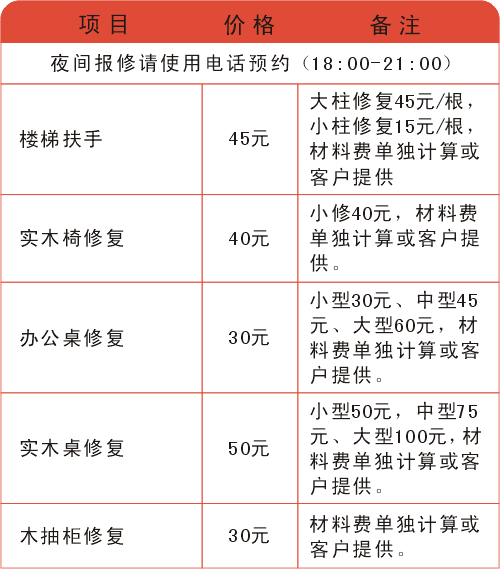 项目 价格 备注
夜间报修请使用电话预约（18:00-21:00）
楼梯扶手 45元
大柱修复45元/根，
小柱修复15元/根，
材料费单独计算或
客户提供
实木椅修复 40元
小修40元，材料费
单独计算或客户提
供。
办公桌修复 30元
小型30元、中型45
元、大型60元，材
料费单独计算或客
户提供。
实木桌修复 50元
小型50元，中型75
元、大型100元，材
料费单独计算或客
户提供。
木抽柜修复 30元
材料费单独计算或
客户提供。